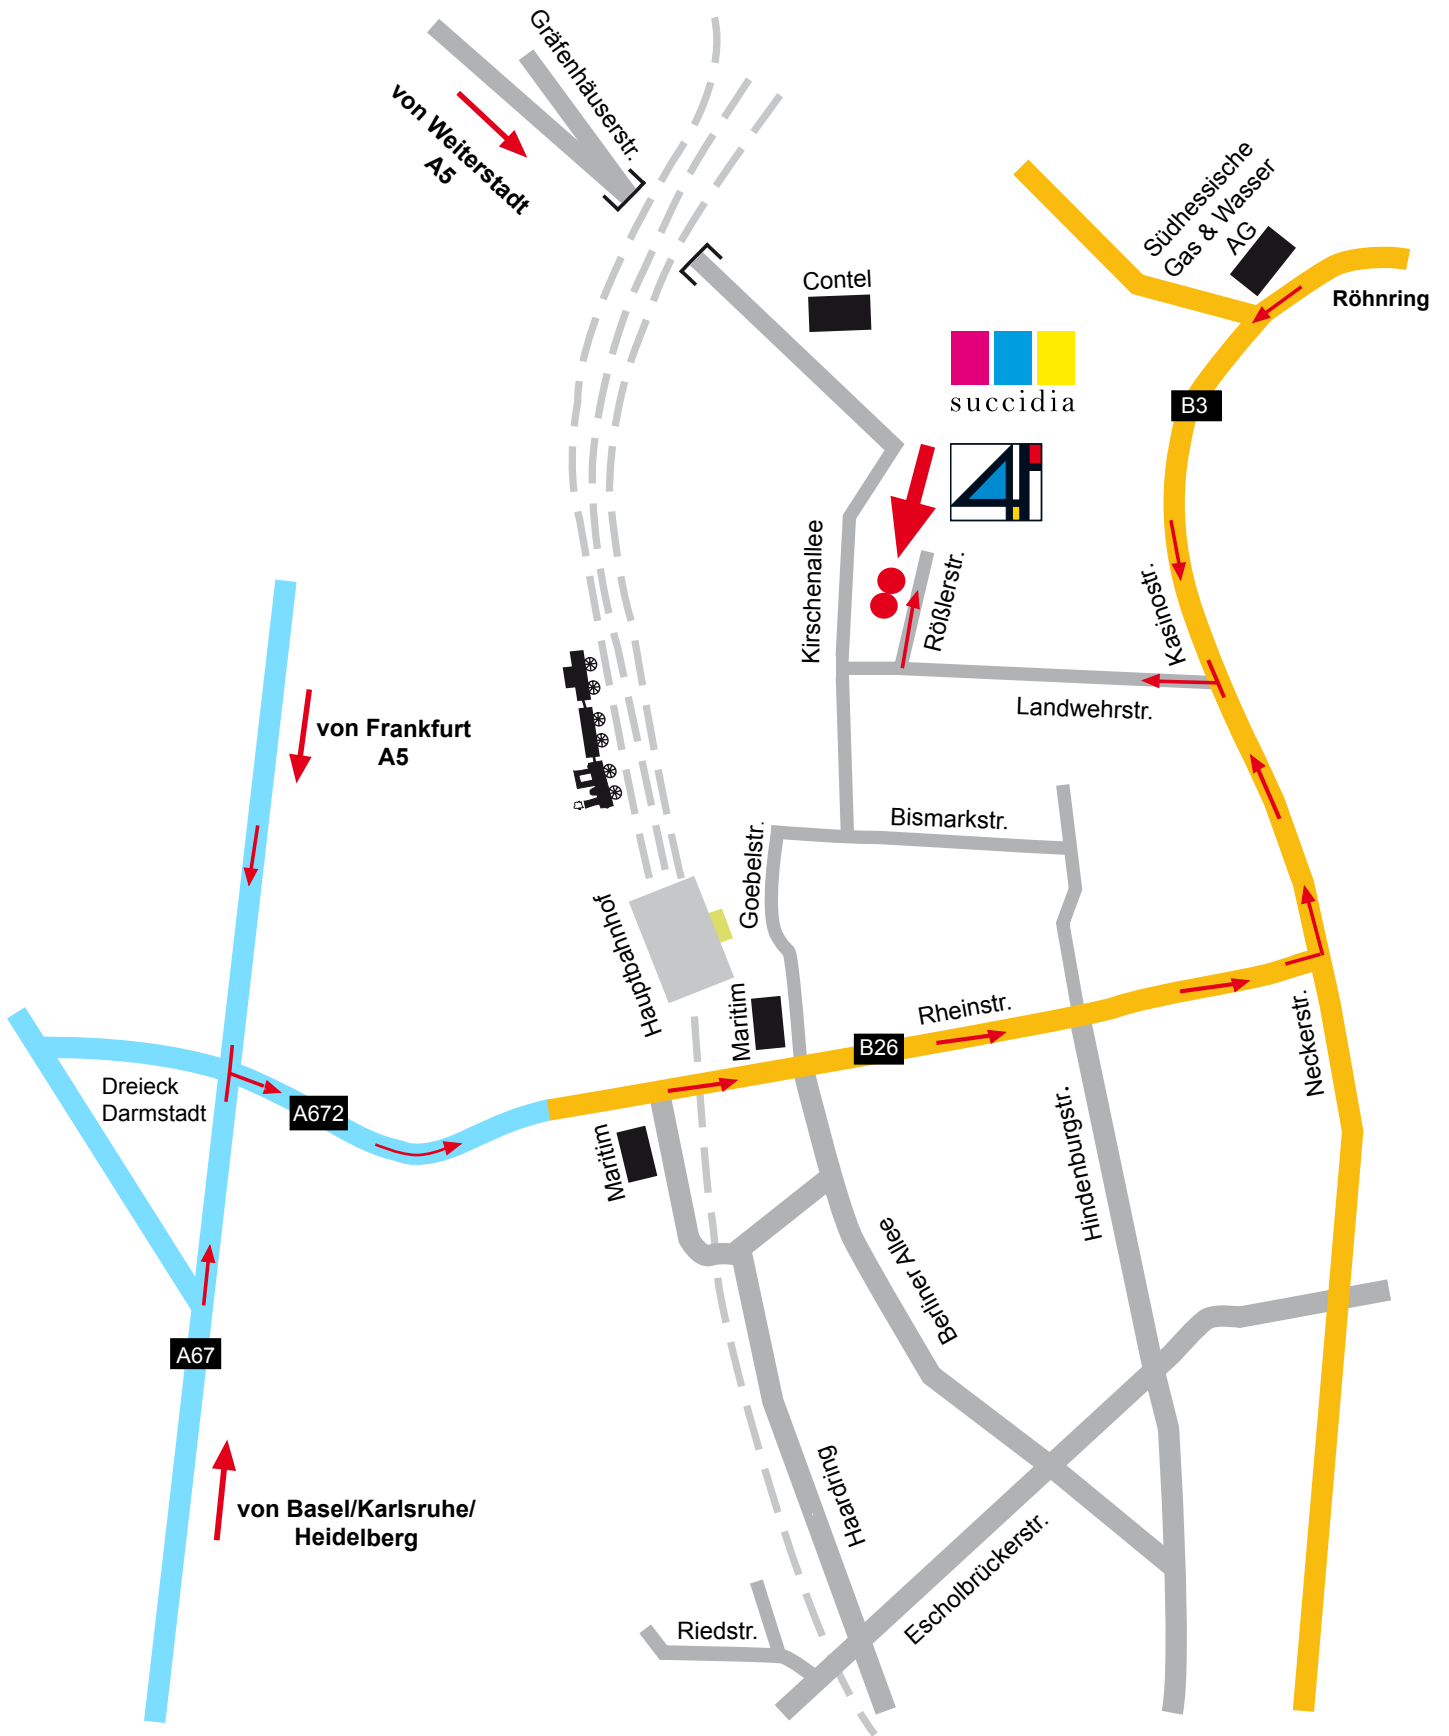 Gräfenhäuserstr.
von Weiterstadt
A5
Südhessische
Gas & Wasser
AG
Contel
Röhnring
succidia
B3
Kirschenallee
Rößlerstr.
Kasinostr.
Landwehrstr.
von Frankfurt
A5
Bismarkstr.
Goebelstr.
Hauptbahnhof
Maritim
Rheinstr.
B26
Neckerstr.
Dreieck
Darmstadt
A672
Maritim
Hindenburgstr.
Berliner Allee
A67
von Basel/Karlsruhe/
Heidelberg
Haardring
Escholbrückerstr.
Riedstr.